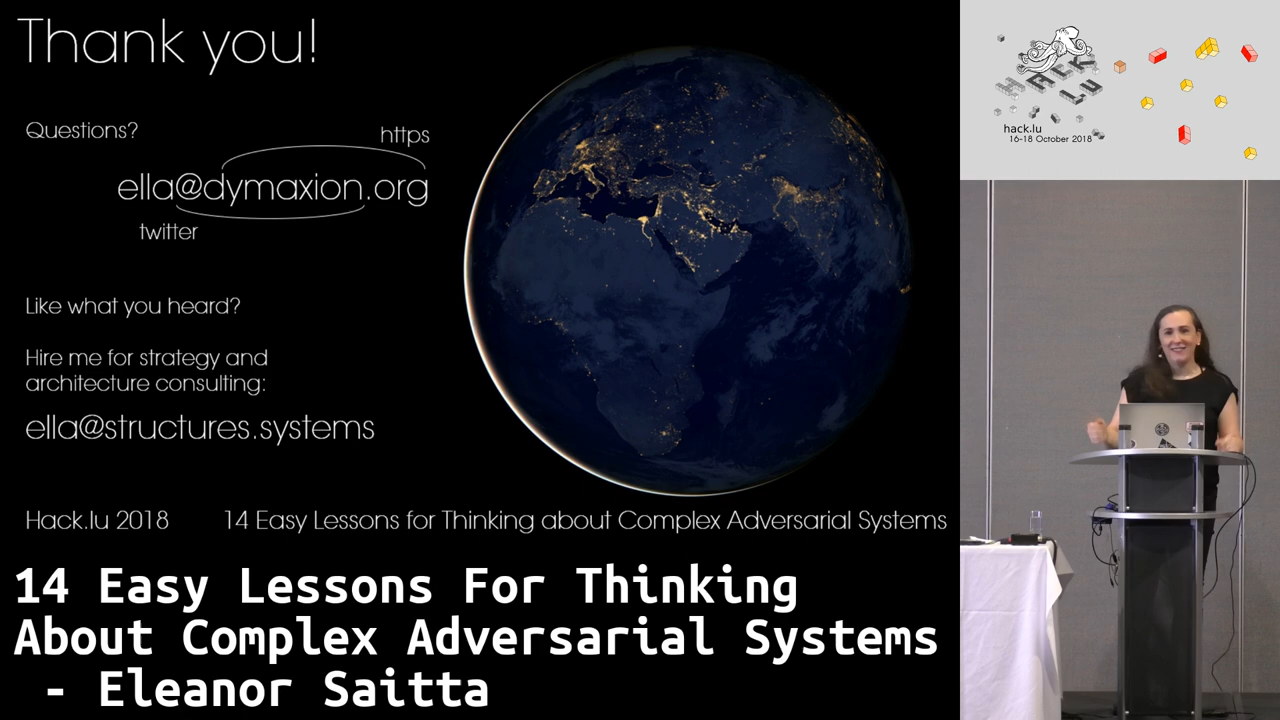 Thank you!
Questions?
https
ella@dymaxion.org
twitter
Like what you heard?
Hire me for strategy and
architecture consulting:
ella@structures.systems
Hack.lu 2018
14 Easy Lessons for Thinking about Complex Adversarial Systems
14 Easy Lessons For Thinking
About Complex Adversarial Systems
- Eleanor Saitta
HACK
LU
hack.lu
16-18 October 2018